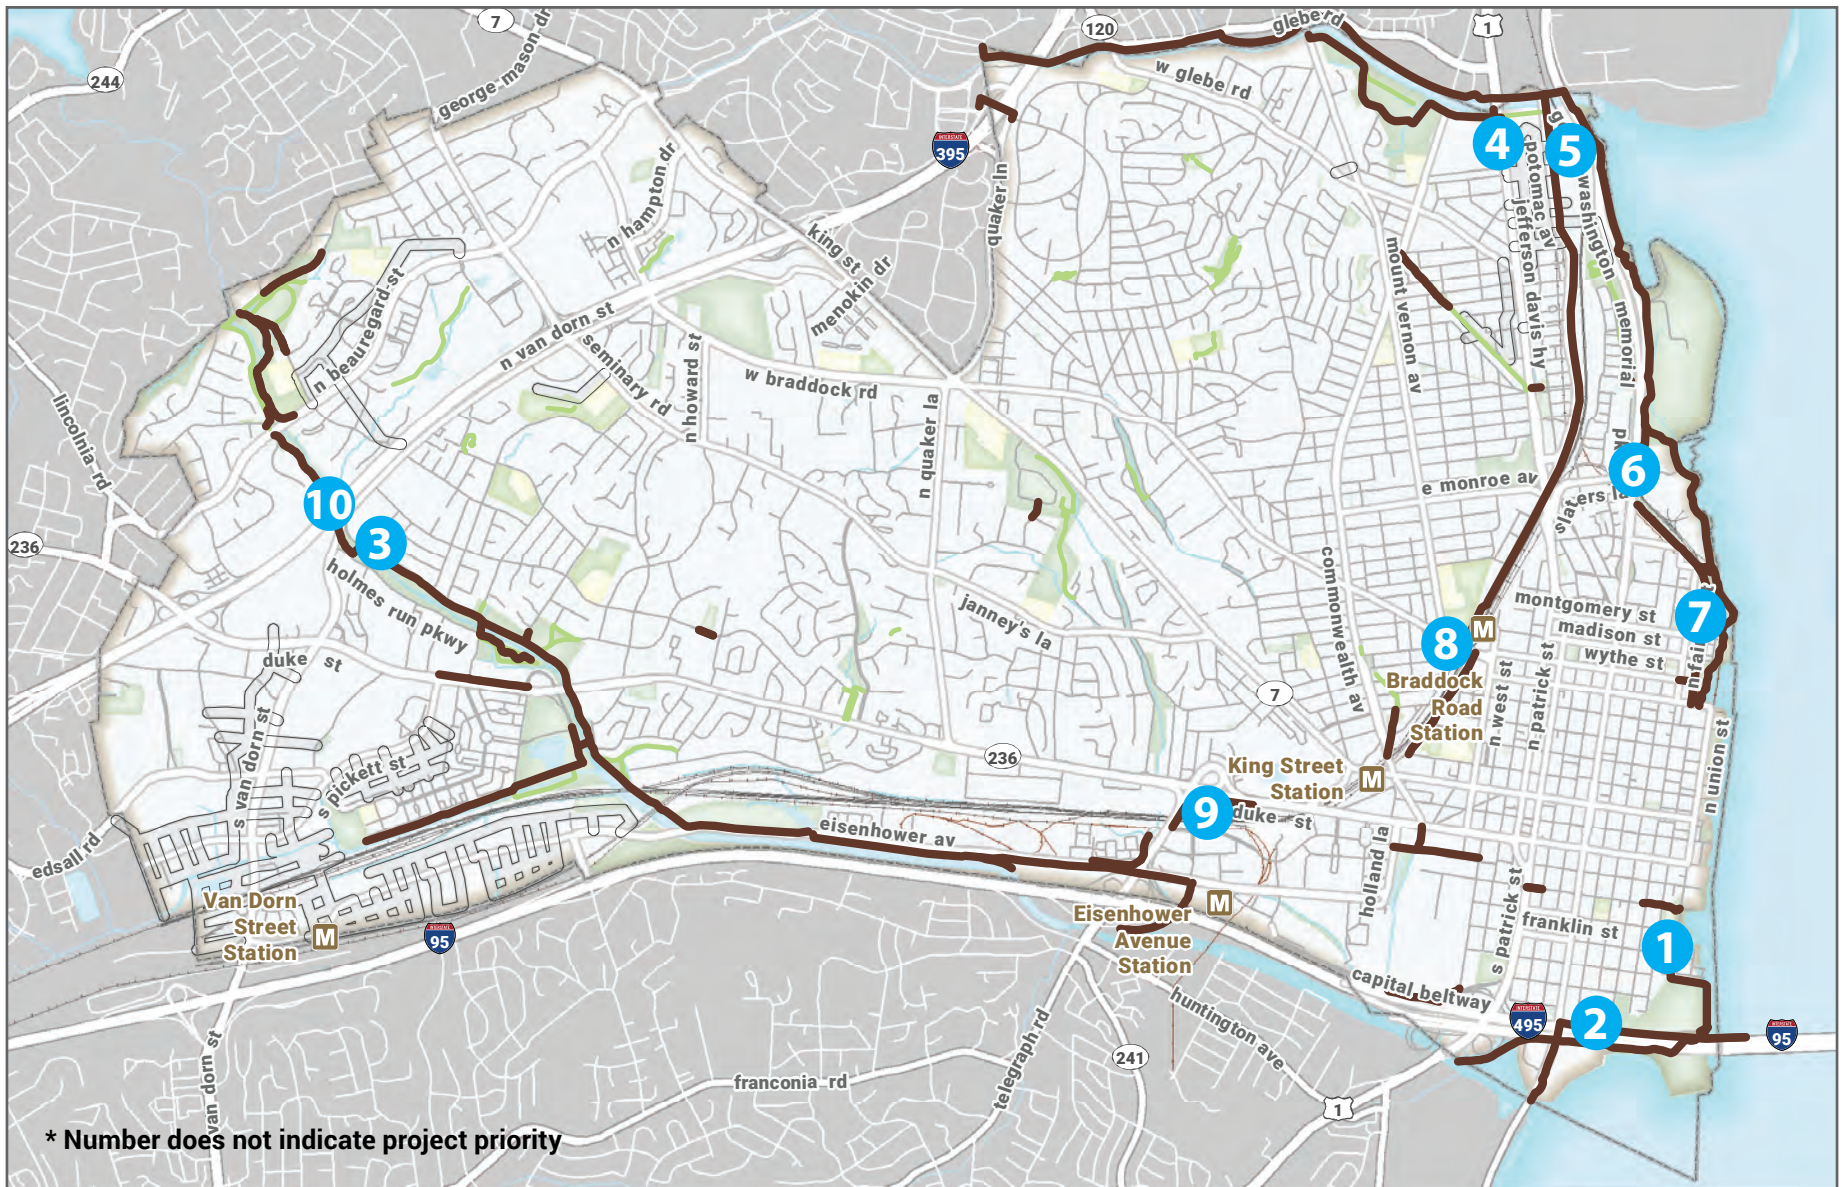 7
120
glebe rd
1
244
george mason dr
w glebe rd
INTERSTATE
395
4
5
g
potomac av
washington
n hampton dr
quaker ln
king st
menokin dr
mount vernon av
jefferson davis hy
memorial
n beauregard st
n van dorn st
seminary rd
n howard st
w braddock rd
n quaker la
lincolnia rd
6
e monroe av
slaters la
10
3
236
holmes run pkwy
commonwealth av
janney's la
montgomery st
madison st
wythe st
7
8
M
Braddock
Road
Station
n west st
n patrick st
duke st
7
n union st
s van dorn st
s pickett st
236
King Street
Station
M
9
duke st
eisenhower av
edsall rd
holland la
s patrick st
Van Dorn
Street
Station
M
INTERSTATE
95
Eisenhower
Avenue
Station
M
franklin st
1
capital beltway
huntington ave
INTERSTATE
495
2
INTERSTATE
95
telegraph rd
241
van dorn st
franconia rd
1
* Number does not indicate project priority